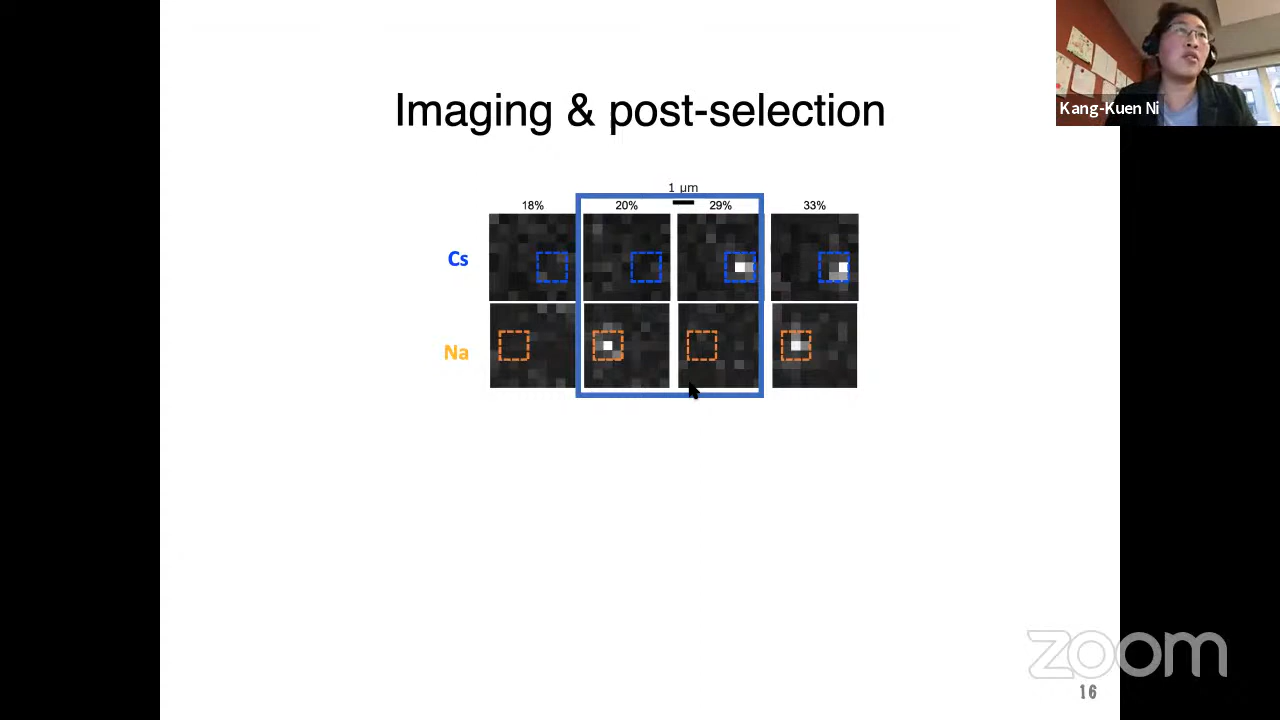 Imaging & post-selection
Kang-Kuen Ni
1 μm
18% 20% 29% 33%
Cs
Na
zoom
16